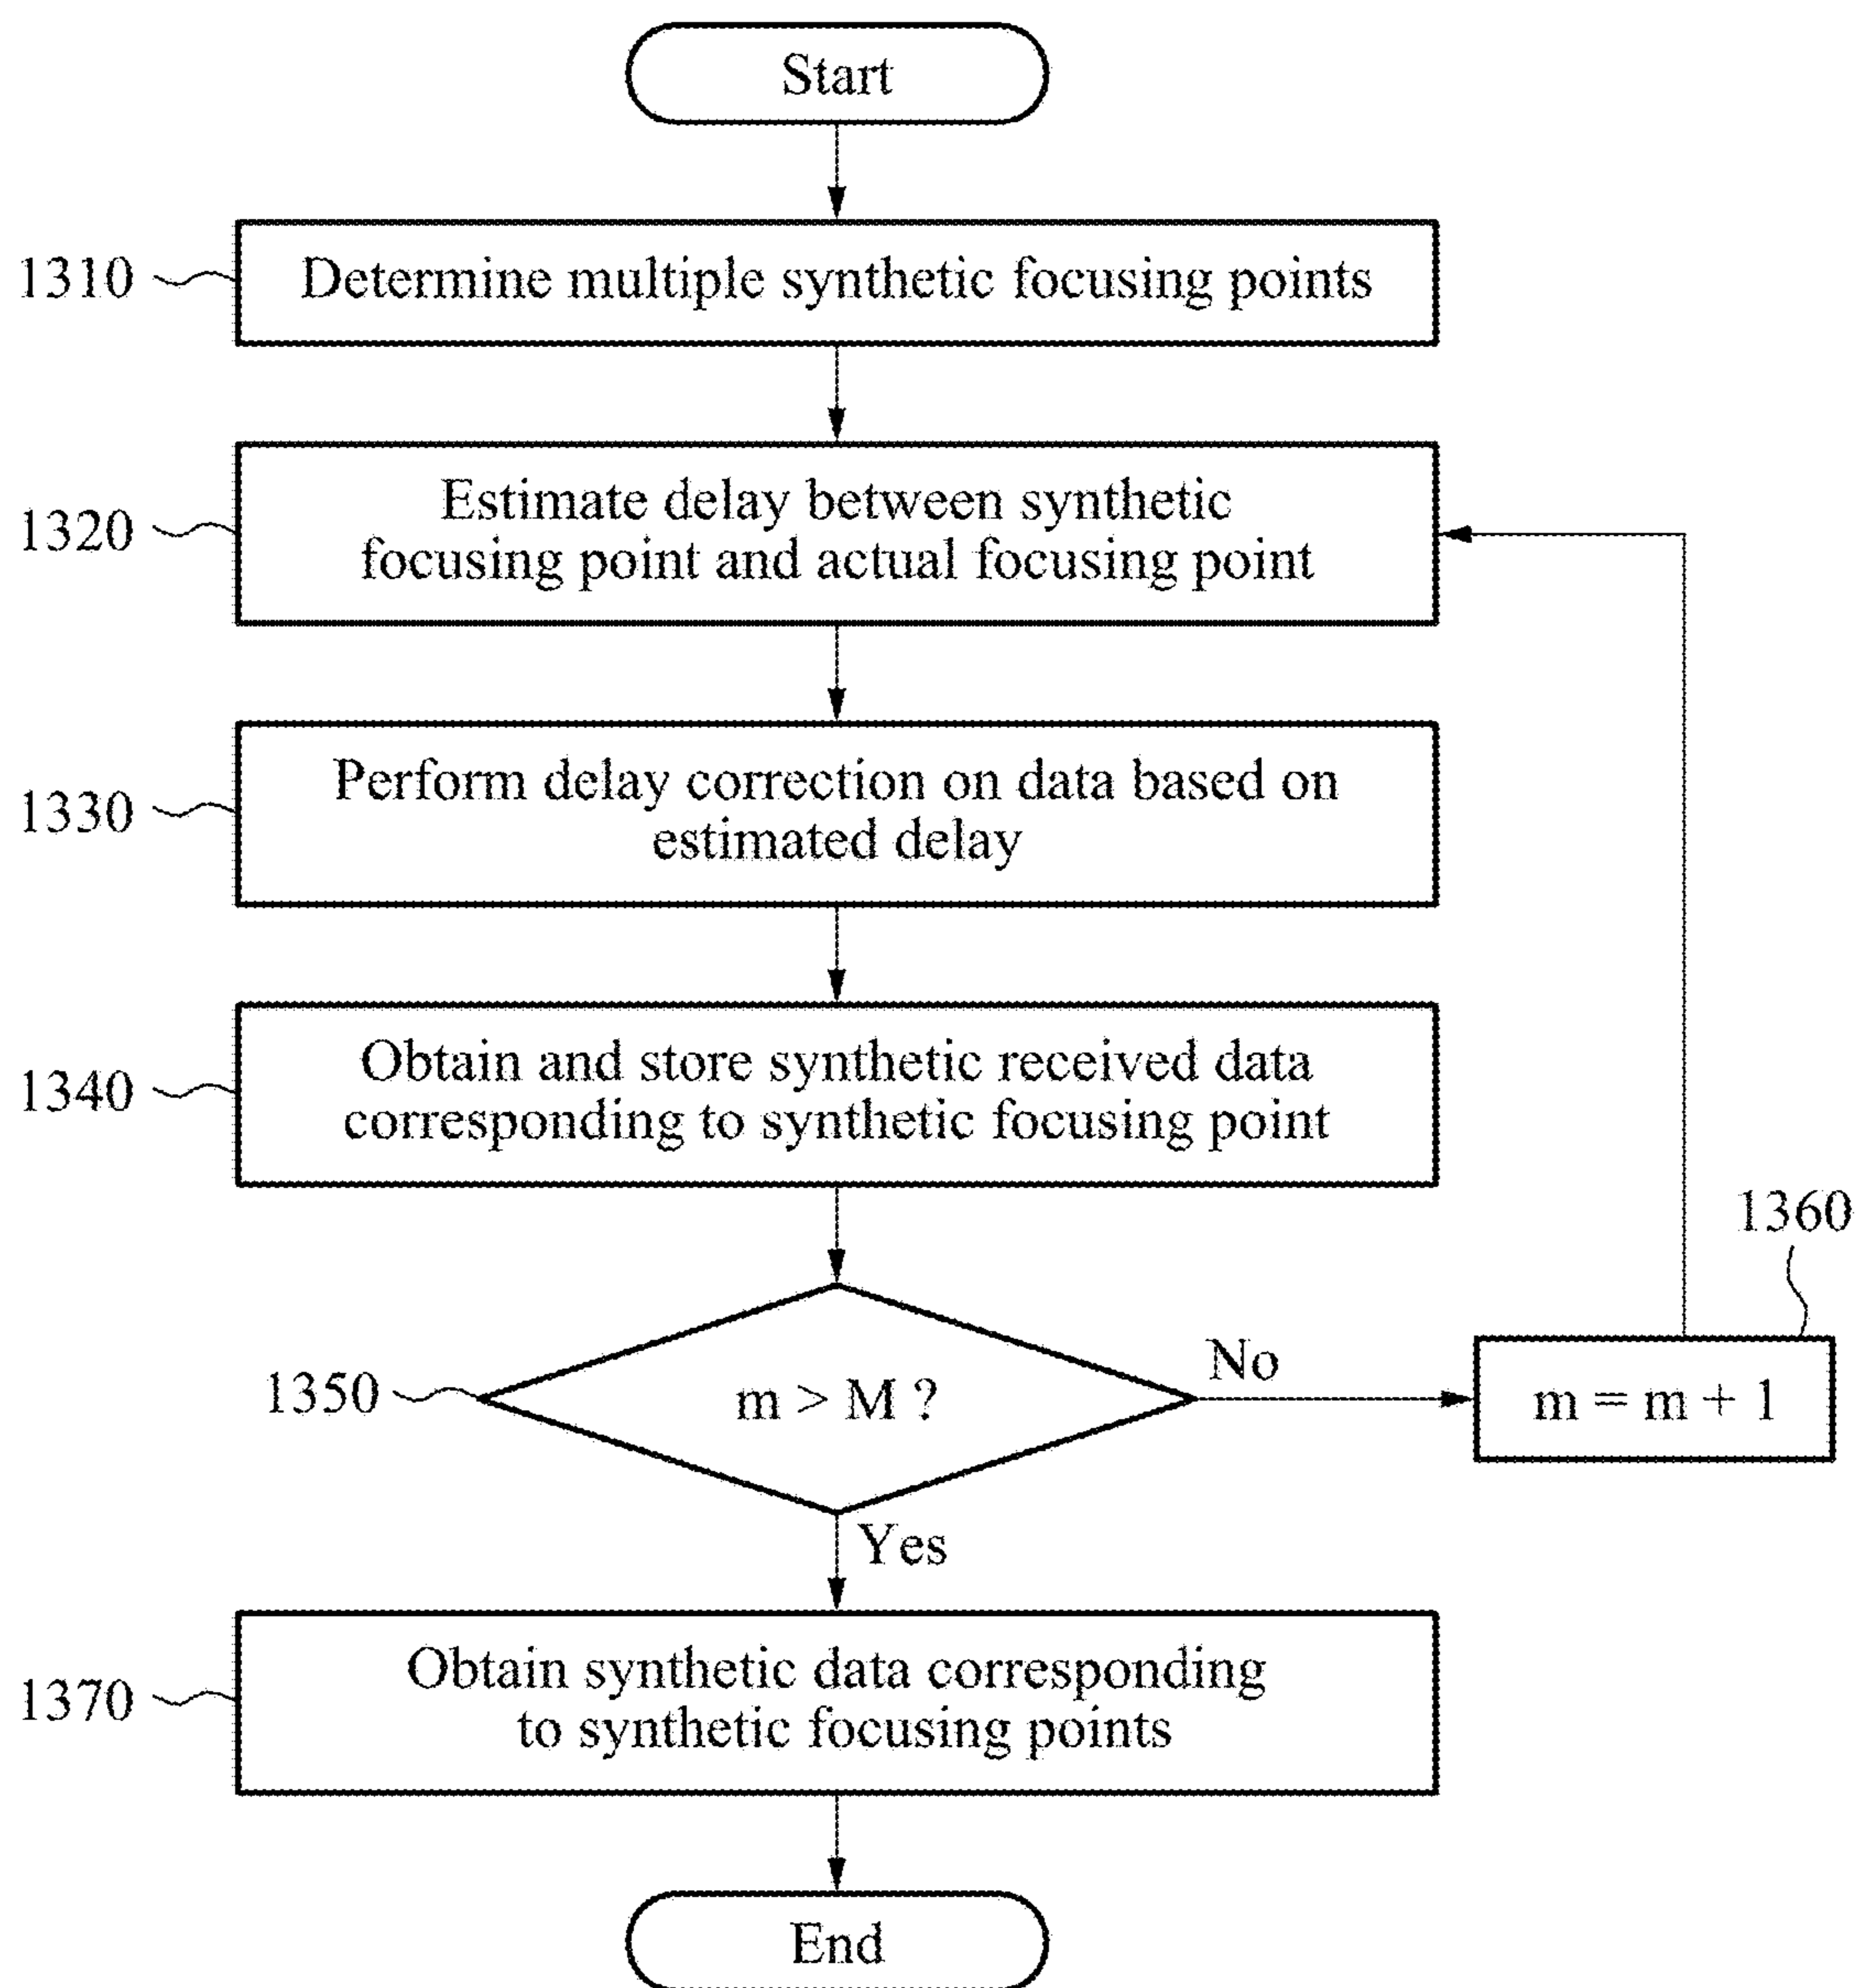 Start
1310
Determine multiple synthetic focusing points
1320
Estimate delay between synthetic
focusing point and actual focusing point
1330
Perform delay correction on data based on
estimated delay
1340
Obtain and store synthetic received data
corresponding to synthetic focusing point
1350
m > M ?
No
1360
m = m + 1
Yes
1370
Obtain synthetic data corresponding
to synthetic focusing points
End